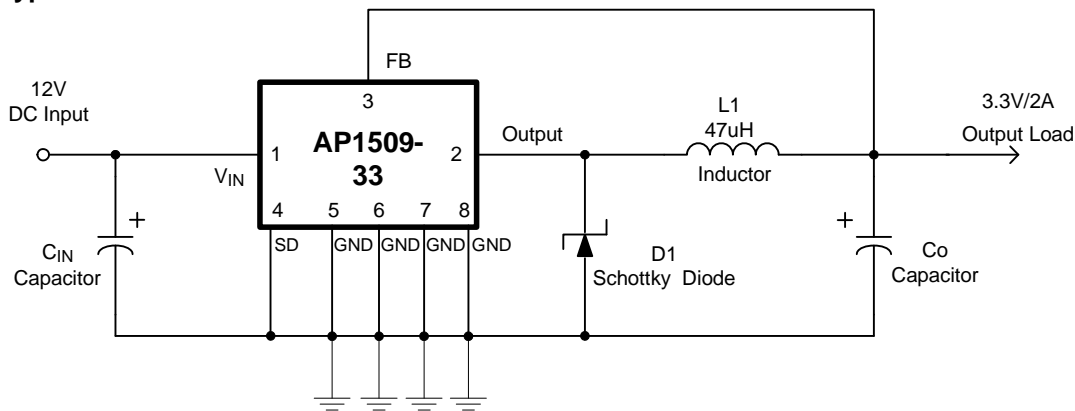 FB
12V
DC Input
3
L1
47uH
3.3V/2A
Output Load
AP1509-
33
1
2
Output
Inductor
VIN
4 5 6 7 8
SD GND GND GND GND
+
CIN
Capacitor
D1
Schottky Diode
+
Co
Capacitor